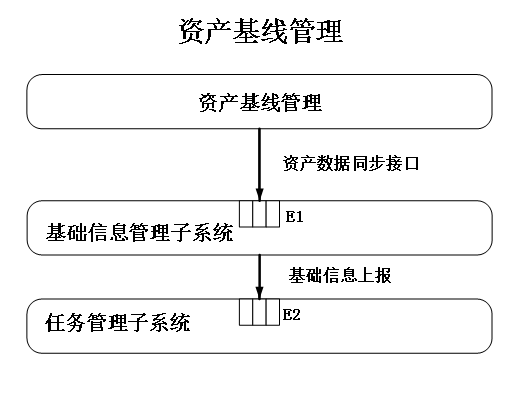 资产基线管理
资产基线管理
资产数据同步接口
E1
基础信息管理子系统
基础信息上报
E2
任务管理子系统